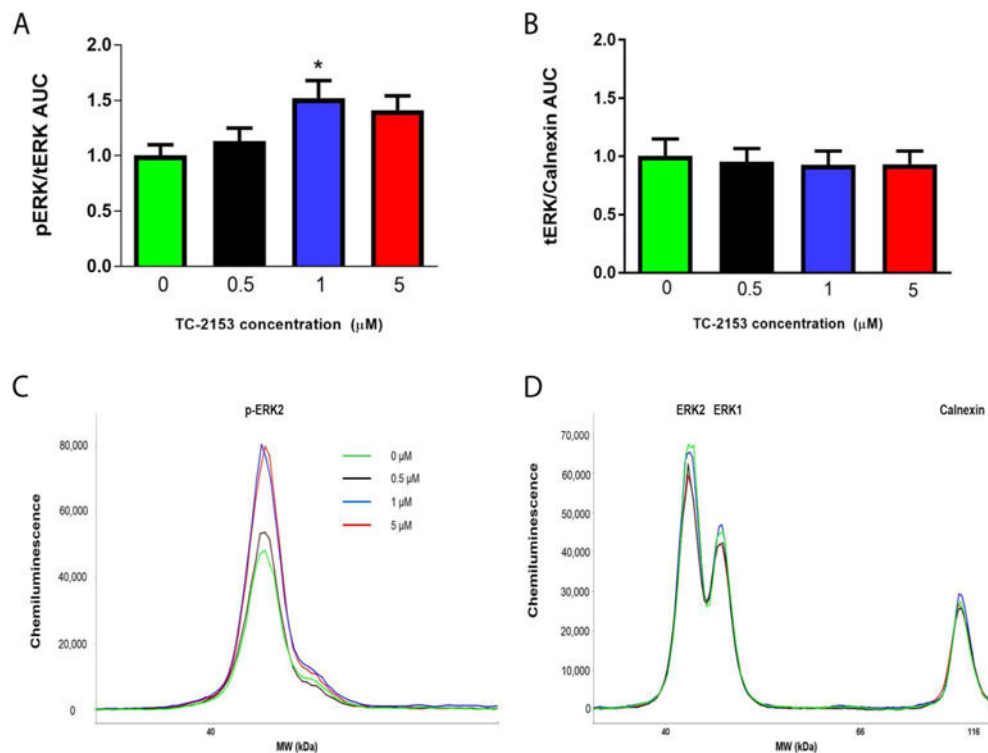 A
2.0
1.5
1.0
0.5
0.0
pERK/tERK AUC
*
0 0.5 1 5
TC-2153 concentration (μM)
B
2.0
1.5
1.0
0.5
0.0
tERK/Calnexin AUC
0 0.5 1 5
TC-2153 concentration (μM)
C
p-ERK2
80,000
60,000
40,000
20,000
0
Chemiluminescence
0 μM
0.5 μM
1 μM
5 μM
40
MW (kDa)
D
ERK2 ERK1 Calnexin
70,000
60,000
50,000
40,000
30,000
20,000
10,000
0
Chemiluminescence
40 66 116
MW (kDa)